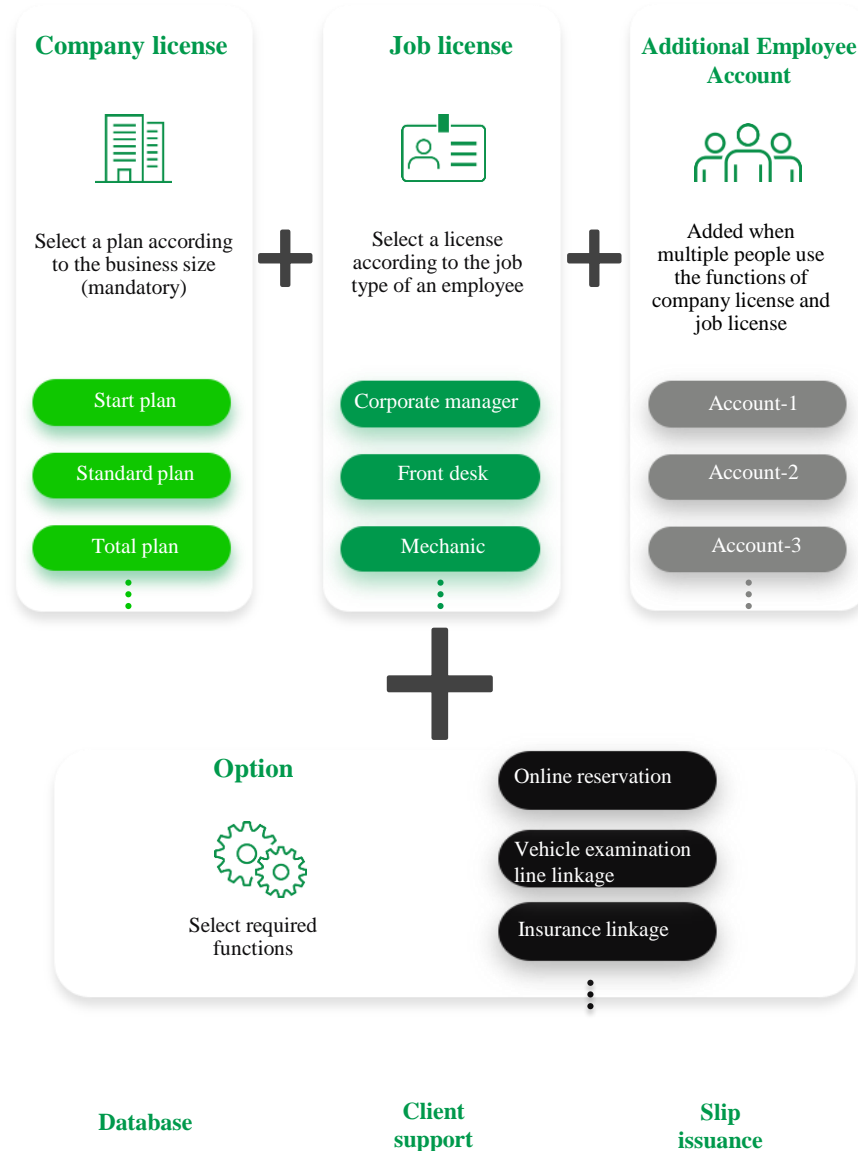 Company license
Select a plan according
to the business size
(mandatory)
Start plan
Standard plan
Total plan
Job license
Select a license
according to the job
type of an employee
Corporate manager
Front desk
Mechanic
Additional Employee
Account
Added when
multiple people use
the functions of
company license and
job license
Account-1
Account-2
Account-3
Option
Select required
functions
Online reservation
Vehicle examination
line linkage
Insurance linkage
Database
Client
support
Slip
issuance